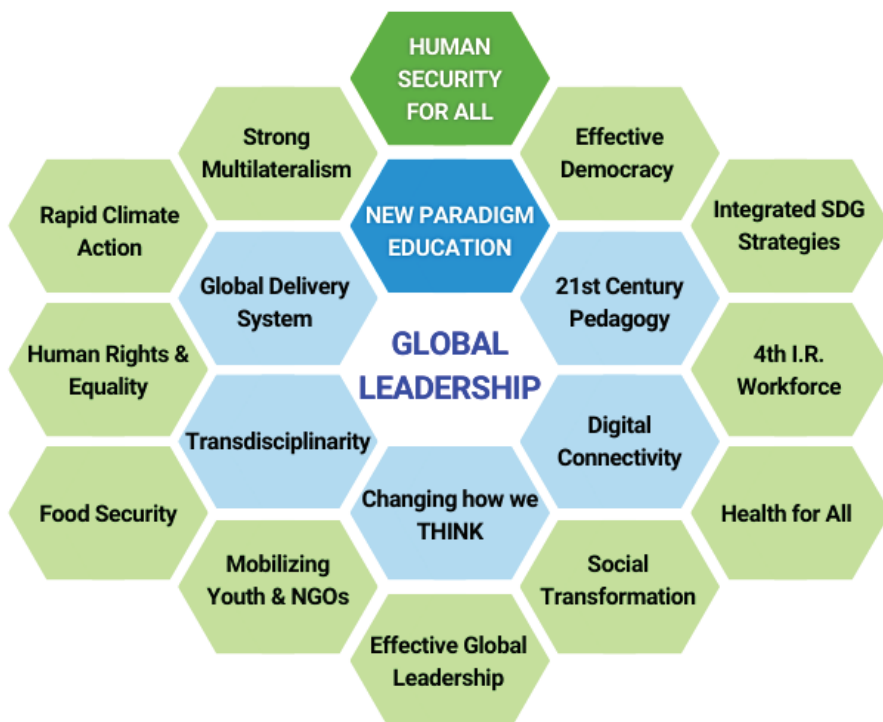 HUMAN
SECURITY
FOR ALL
Strong
Multilateralism
Effective
Democracy
Rapid Climate
Action
NEW PARADIGM
EDUCATION
Integrated SDG
Strategies
Global Delivery
System
21st Century
Pedagogy
Human Rights &
Equality
GLOBAL
LEADERSHIP
4th I.R.
Workforce
Transdisciplinarity
Digital
Connectivity
Food Security
Changing how we
THINK
Health for All
Mobilizing
Youth & NGOs
Social
Transformation
Effective Global
Leadership